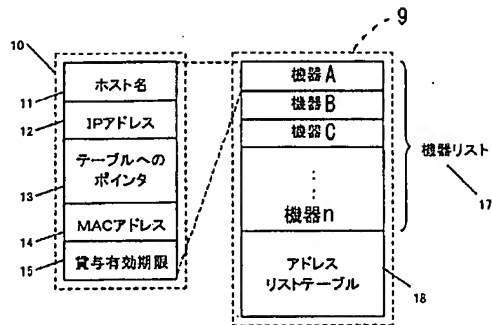 10
ホスト名
11
IPアドレス
12
テーブルへの
ポインタ
13
MACアドレス
14
貸与有効期限
15
9
機器A
機器B
機器C
⋮
機器n
機器リスト
17
アドレス
リストテーブル
18